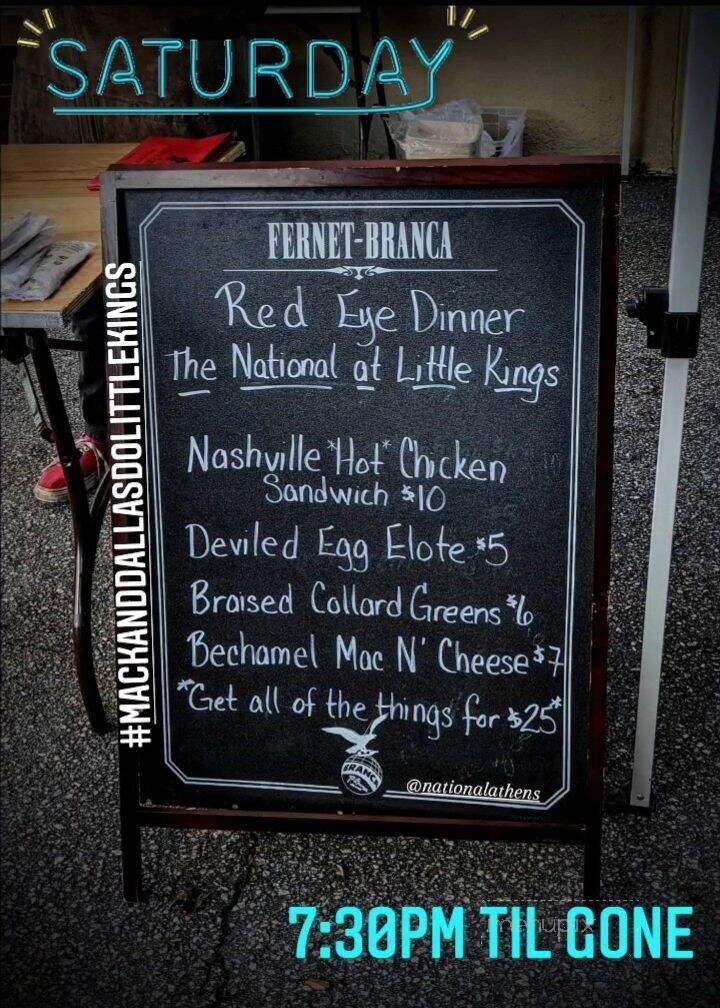 SATURDAY
FERNET-BRANCA
Red Eye Dinner
The National at Little Kings
Nashville *Hot* Chicken
Sandwich $10
Deviled Egg Elote $5
Braised Collard Greens $6
Bechamel Mac N' Cheese $7
*Get all of the things for $25*
BRANCA
@nationalathens
#MACKANDDALLASDOLITTLEKINGS
7:30PM TIL GONE
menupix